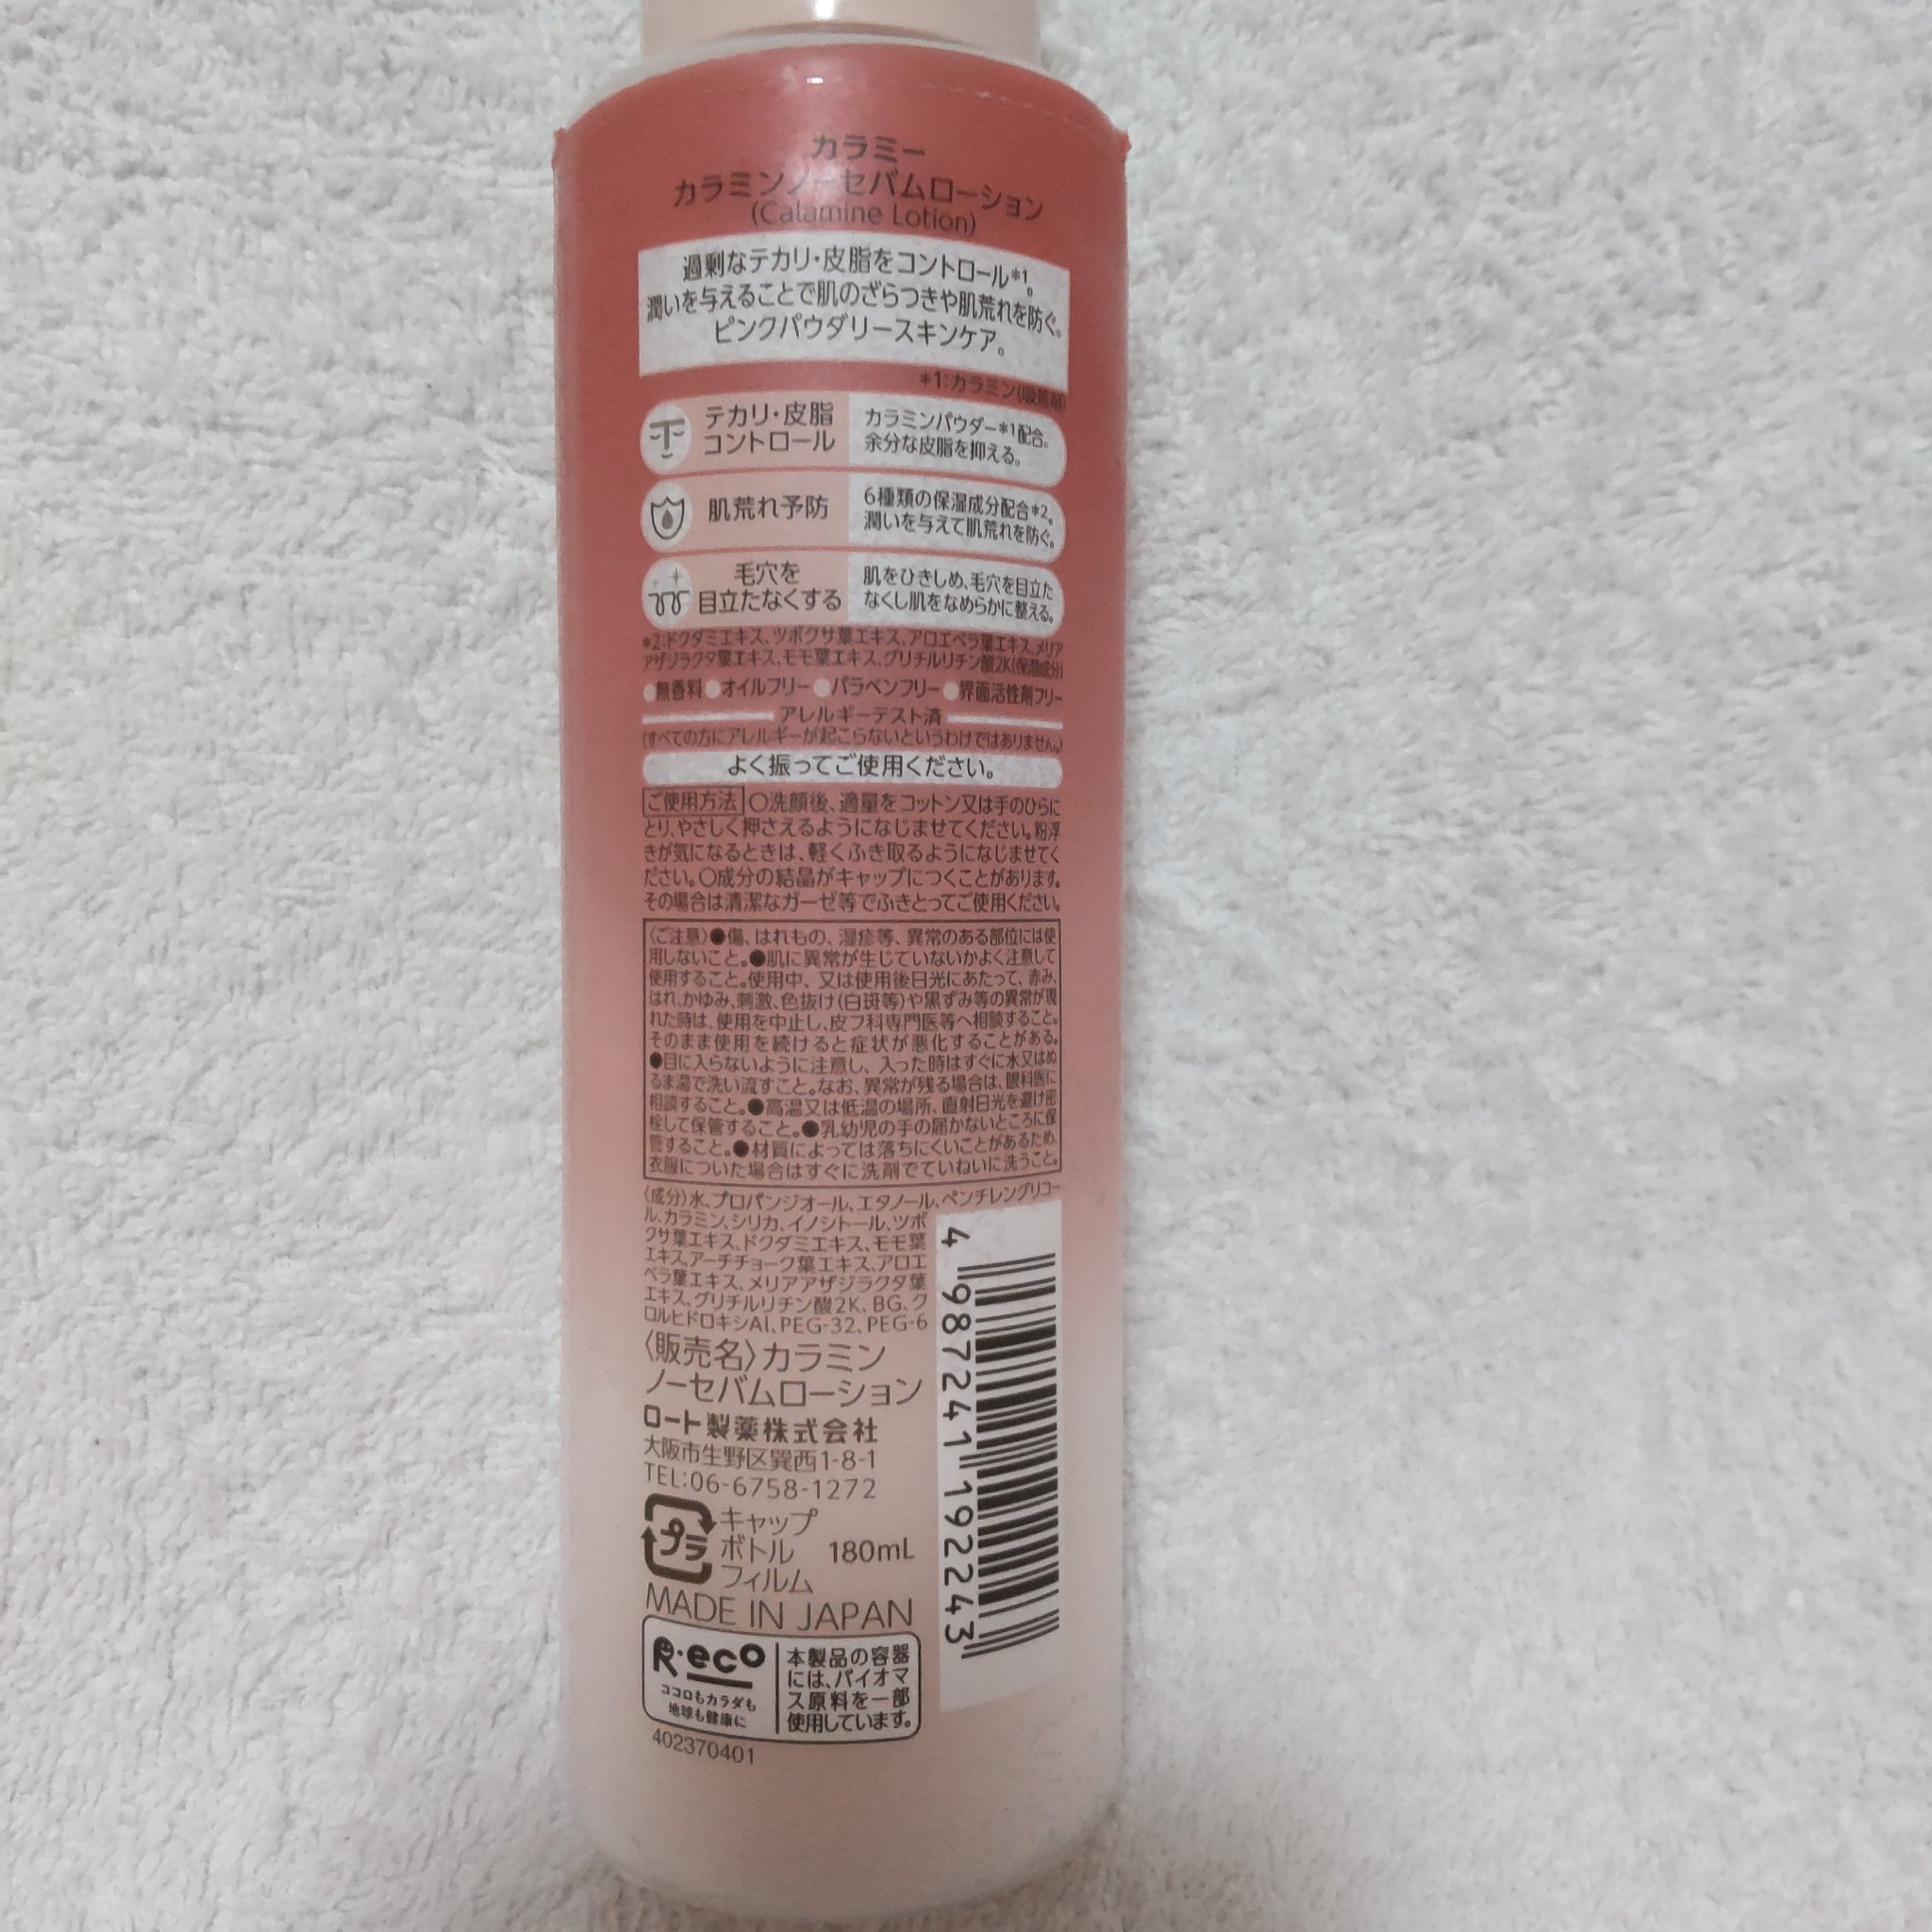 カラミー
カラミンノーセバムローション
(Calamine Lotion)
過剰なテカリ・皮脂をコントロール*1。
潤いを与えることで肌のざらつきや肌荒れを防ぐ。
ピンクパウダリースキンケア。
*1:カラミン(吸着剤)
テカリ・皮脂
コントロール
カラミンパウダー*1配合。
余分な皮脂を抑える。
肌荒れ予防
6種類の保湿成分配合*2。
潤いを与えて肌荒れを防ぐ。
毛穴を
目立たなくする
肌をひきしめ、毛穴を目立た
なくし肌をなめらかに整える。
*2:ドクダミエキス、ツボクサ葉エキス、アロエベラ葉エキス、メリア
アザジラクタ葉エキス、モモ葉エキス、グリチルリチン酸2K(保湿成分)
●無香料●オイルフリー●パラベンフリー●界面活性剤フリー
アレルギーテスト済
(すべての方にアレルギーが起こらないというわけではありません。)
よく振ってご使用ください。
ご使用方法 〇洗顔後、適量をコットン又は手のひらに
とり、やさしく押さえるようになじませてください。粉浮
きが気になるときは、軽くふき取るようになじませてく
ださい。〇成分の結晶がキャップにつくことがあります。
その場合は清潔なガーゼ等でふきとってご使用ください。
〈ご注意〉●傷、はれもの、湿疹等、異常のある部位には使
用しないこと。●肌に異常が生じていないかよく注意して
使用すること。使用中、又は使用後日光にあたって、赤み、
はれ、かゆみ、刺激、色抜け(白斑等)や黒ずみ等の異常が現
れた時は、使用を中止し、皮フ科専門医等へ相談すること。
そのまま使用を続けると症状が悪化することがある。
●目に入らないように注意し、入った時はすぐに水又はぬ
るま湯で洗い流すこと。なお、異常が残る場合は、眼科医に
相談すること。●高温又は低温の場所、直射日光を避け密
栓して保管すること。●乳幼児の手の届かないところに保
管すること。●材質によっては落ちにくいことがあるため、
衣服についた場合はすぐに洗剤でていねいに洗うこと。
〈成分〉水、プロパンジオール、エタノール、ペンチレングリコー
ル、カラミン、シリカ、イノシトール、ツボ
クサ葉エキス、ドクダミエキス、モモ葉
エキス、アーチチョーク葉エキス、アロエ
ベラ葉エキス、メリアアザジラクタ葉
エキス、グリチルリチン酸2K、BG、ク
ロルヒドロキシAl、PEG-32、PEG-6
〈販売名〉カラミン
ノーセバムローション
ロート製薬株式会社
大阪市生野区巽西1-8-1
TEL:06-6758-1272
プラ
キャップ
ボトル 180mL
フィルム
MADE IN JAPAN
R・eco
ココロもカラダも
地球も健康に
本製品の容器
には、バイオマ
ス原料を一部
使用しています。
402370401
4 987241 192243